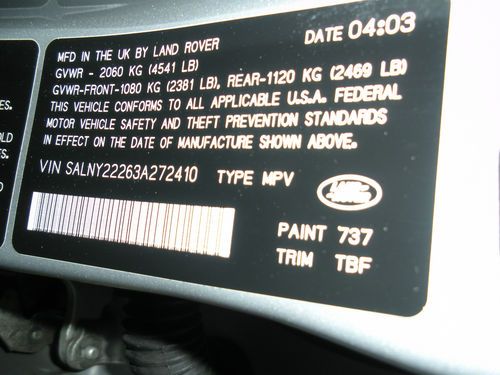 DATE 04:03
MFD IN THE UK BY LAND ROVER
GVWR - 2060 KG (4541 LB)
GVWR-FRONT-1080 KG (2381 LB), REAR-1120 KG (2469 LB)
THIS VEHICLE CONFORMS TO ALL APPLICABLE U.S.A. FEDERAL
MOTOR VEHICLE SAFETY AND THEFT PREVENTION STANDARDS
IN EFFECT ON THE DATE OF MANUFACTURE SHOWN ABOVE.
VIN SALNY22263A272410 TYPE MPV
LAND ROVER
PAINT 737
TRIM TBF